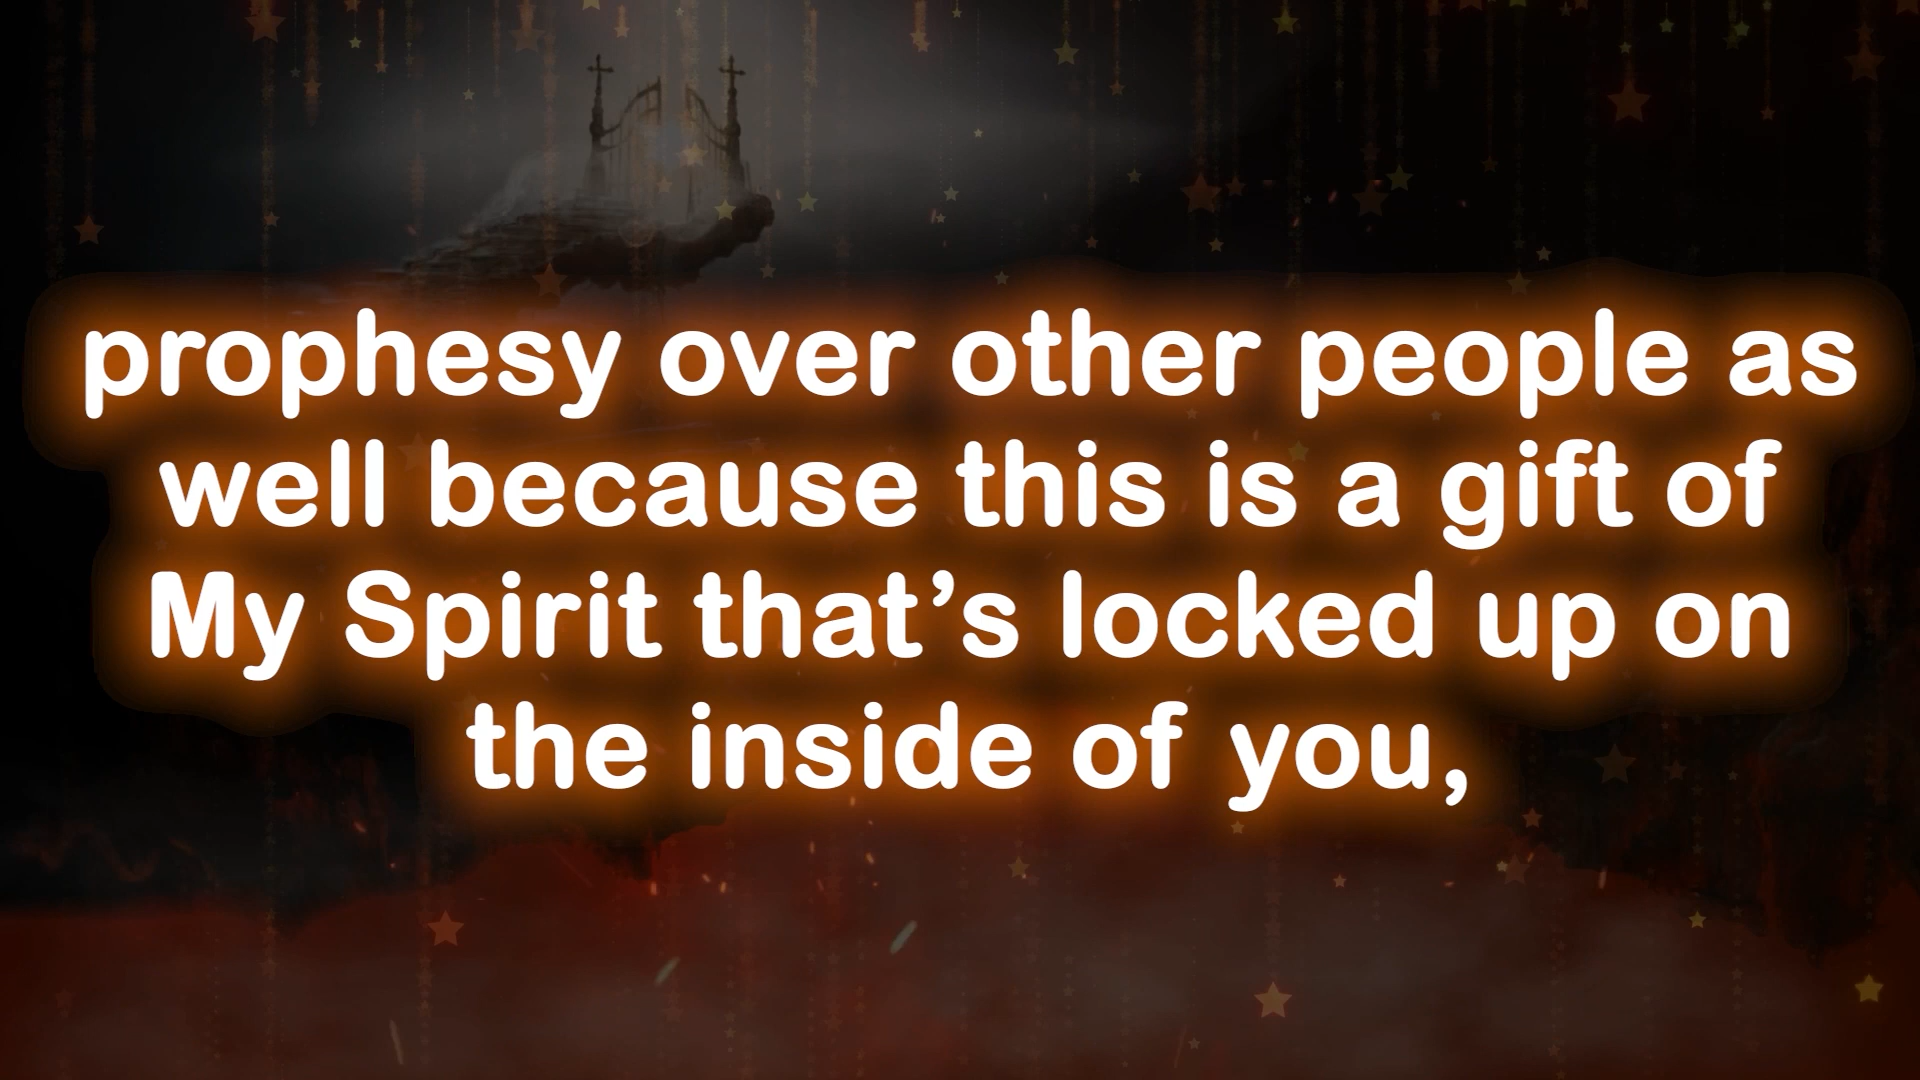 prophesy over other people as
well because this is a gift of
My Spirit that’s locked up on
the inside of you,